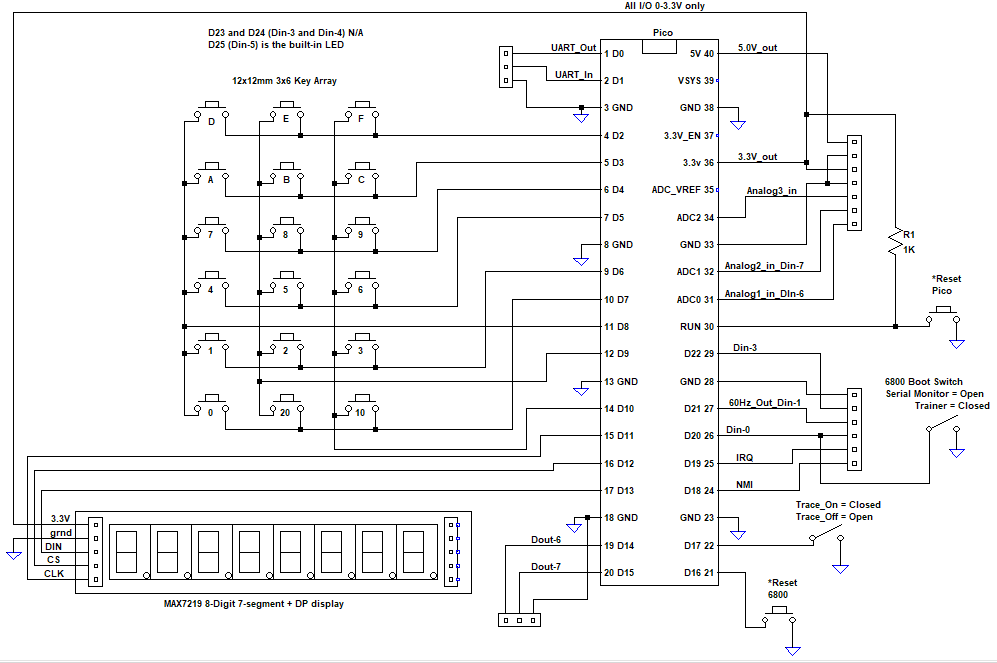 All I/O 0-3.3V only
D23 and D24 (Din-3 and Din-4) N/A
D25 (Din-5) is the built-in LED
12x12mm 3x6 Key Array
D
E
F
A
B
C
7
8
9
4
5
6
1
2
3
0
20
10
Pico
UART_Out
UART_In
1 D0
2 D1
3 GND
4 D2
5 D3
6 D4
7 D5
8 GND
9 D6
10 D7
11 D8
12 D9
13 GND
14 D10
15 D11
16 D12
17 D13
18 GND
19 D14
20 D15
5V 40
VSYS 39
GND 38
3.3V_EN 37
3.3v 36
ADC_VREF 35
ADC2 34
GND 33
ADC1 32
ADC0 31
RUN 30
D22 29
GND 28
D21 27
D20 26
D19 25
D18 24
GND 23
D17 22
D16 21
5.0V_out
3.3V_out
Analog3_in
Analog2_in_Din-7
Analog1_in_DIn-6
R1
1K
*Reset
Pico
Din-3
60Hz_Out_Din-1
Din-0
IRQ
NMI
6800 Boot Switch
Serial Monitor = Open
Trainer = Closed
Trace_On = Closed
Trace_Off = Open
*Reset
6800
Dout-6
Dout-7
3.3V
grnd
DIN
CS
CLK
MAX7219 8-Digit 7-segment + DP display